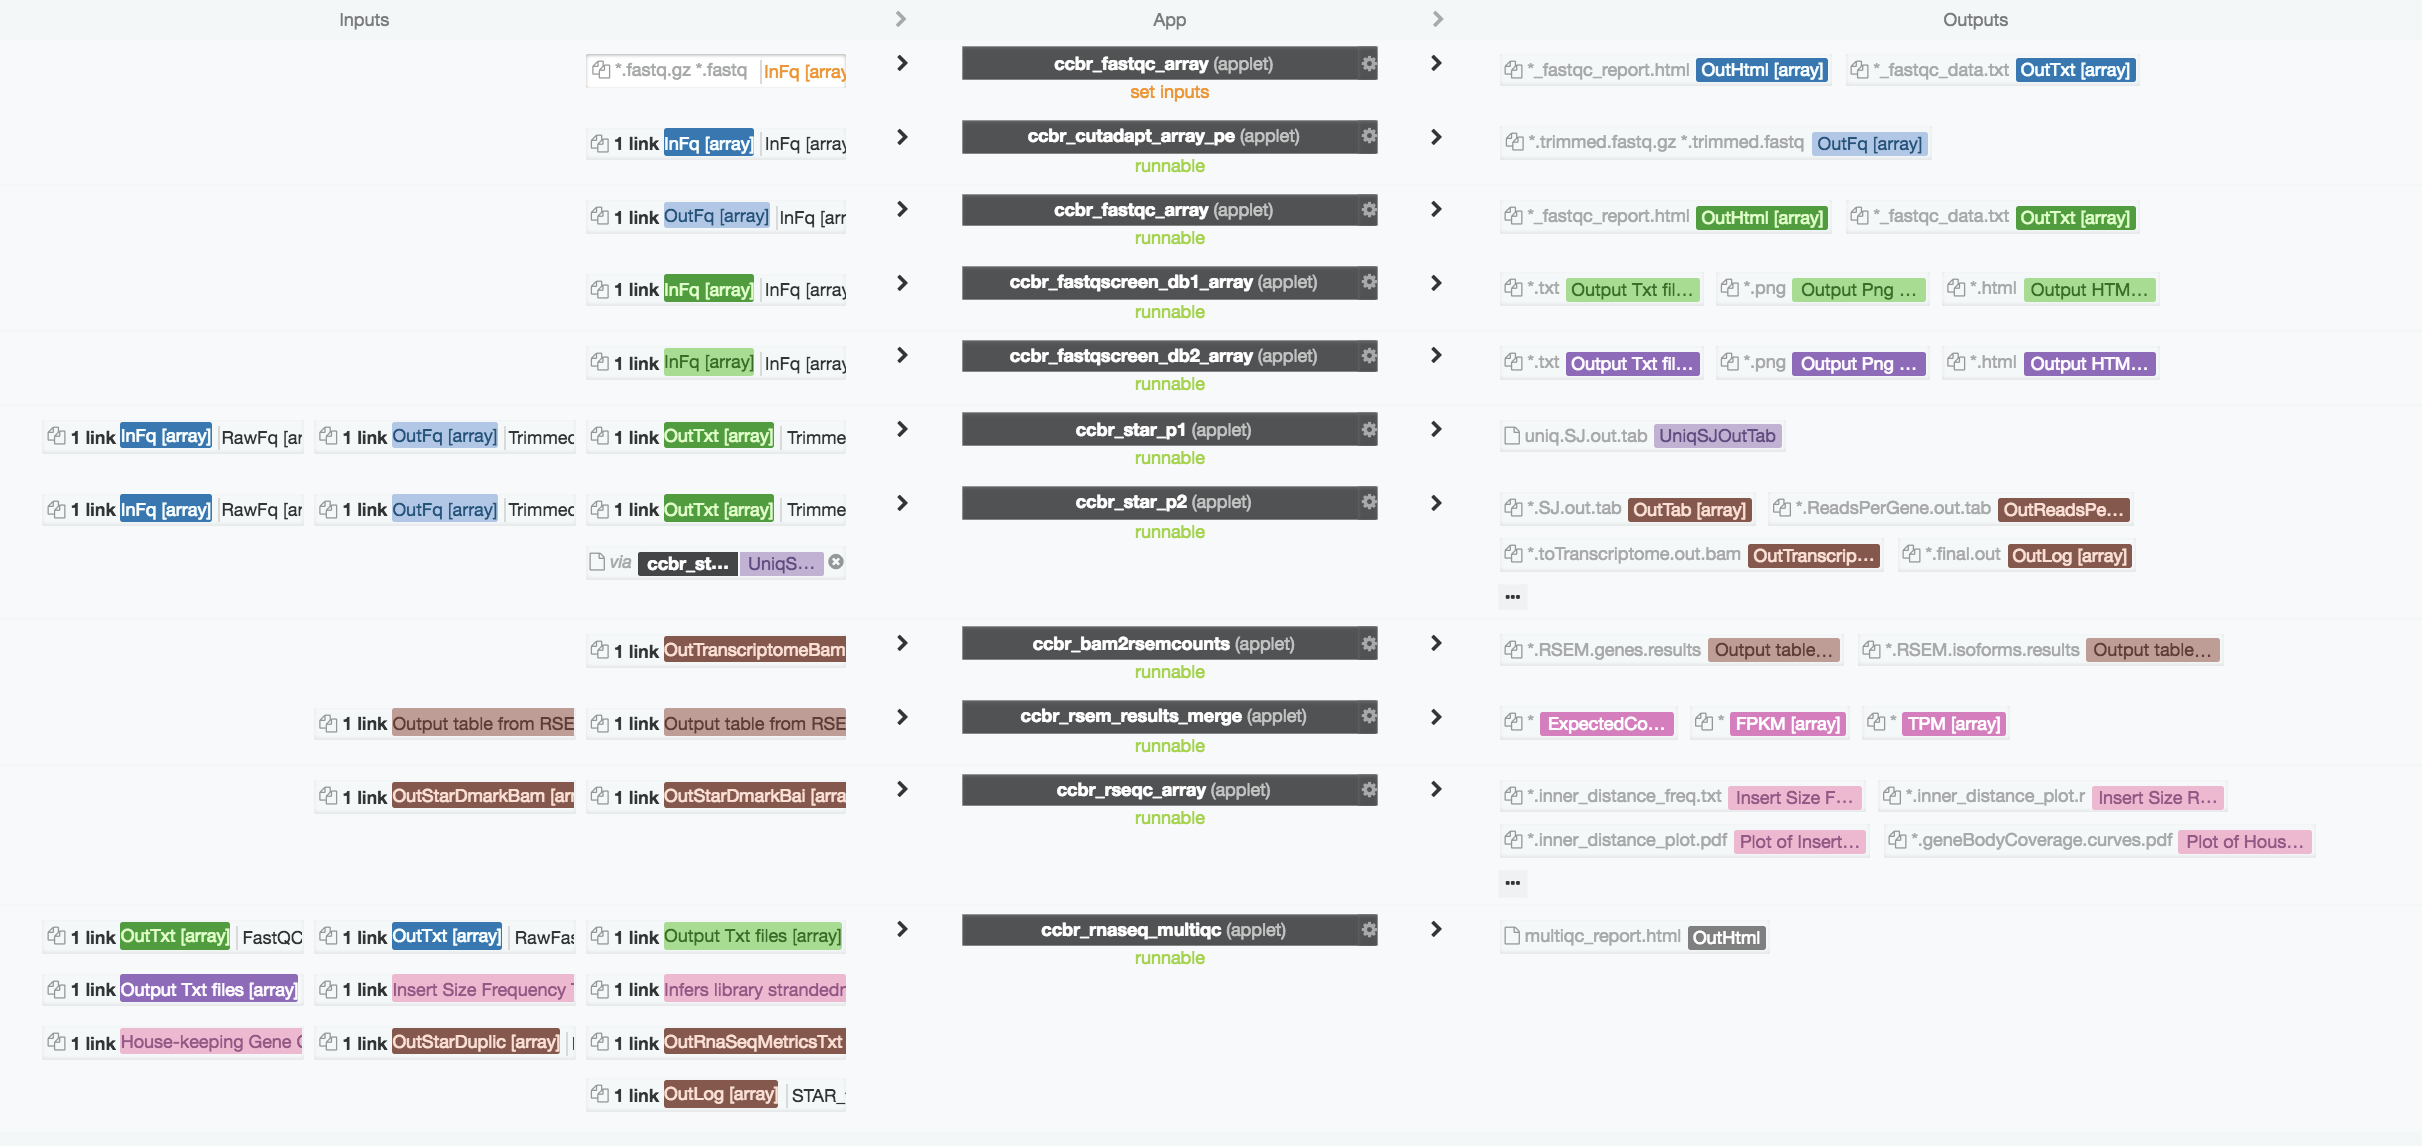 Inputs App Outputs
*.fastq.gz *.fastq InFq [array ccbr_fastqc_array (applet) *_fastqc_report.html OutHtml [array] *_fastqc_data.txt OutTxt [array]
set inputs
1 link InFq [array] InFq [array ccbr_cutadapt_array_pe (applet) *.trimmed.fastq.gz *.trimmed.fastq OutFq [array]
runnable
1 link OutFq [array] InFq [arr ccbr_fastqc_array (applet) *_fastqc_report.html OutHtml [array] *_fastqc_data.txt OutTxt [array]
runnable
1 link InFq [array] InFq [array ccbr_fastqscreen_db1_array (applet) *.txt Output Txt fil... *.png Output Png ... *.html Output HTM...
runnable
1 link InFq [array] InFq [array ccbr_fastqscreen_db2_array (applet) *.txt Output Txt fil... *.png Output Png ... *.html Output HTM...
runnable
1 link InFq [array] RawFq [ar 1 link OutFq [array] Trimmed 1 link OutTxt [array] Trimme ccbr_star_p1 (applet) uniq.SJ.out.tab UniqSJOutTab
runnable
1 link InFq [array] RawFq [ar 1 link OutFq [array] Trimmed 1 link OutTxt [array] Trimme ccbr_star_p2 (applet) *.SJ.out.tab OutTab [array] *.ReadsPerGene.out.tab OutReadsPe...
runnable
via ccbr_st... UniqS... *.toTranscriptome.out.bam OutTranscrip... *.final.out OutLog [array]
...
1 link OutTranscriptomeBam ccbr_bam2rsemcounts (applet) *.RSEM.genes.results Output table... *.RSEM.isoforms.results Output table...
runnable
1 link Output table from RSE 1 link Output table from RSE ccbr_rsem_results_merge (applet) * ExpectedCo... * FPKM [array] * TPM [array]
runnable
1 link OutStarDmarkBam [arr 1 link OutStarDmarkBai [arra ccbr_rseqc_array (applet) *.inner_distance_freq.txt Insert Size F... *.inner_distance_plot.r Insert Size R...
runnable
*.inner_distance_plot.pdf Plot of Insert... *.geneBodyCoverage.curves.pdf Plot of Hous...
...
1 link OutTxt [array] FastQC 1 link OutTxt [array] RawFas 1 link Output Txt files [array] ccbr_rnaseq_multiqc (applet) multiqc_report.html OutHtml
runnable
1 link Output Txt files [array] 1 link Insert Size Frequency 1 link Infers library strandedn
1 link House-keeping Gene 1 link OutStarDuplic [array] 1 link OutRnaSeqMetricsTxt
1 link OutLog [array] STAR_